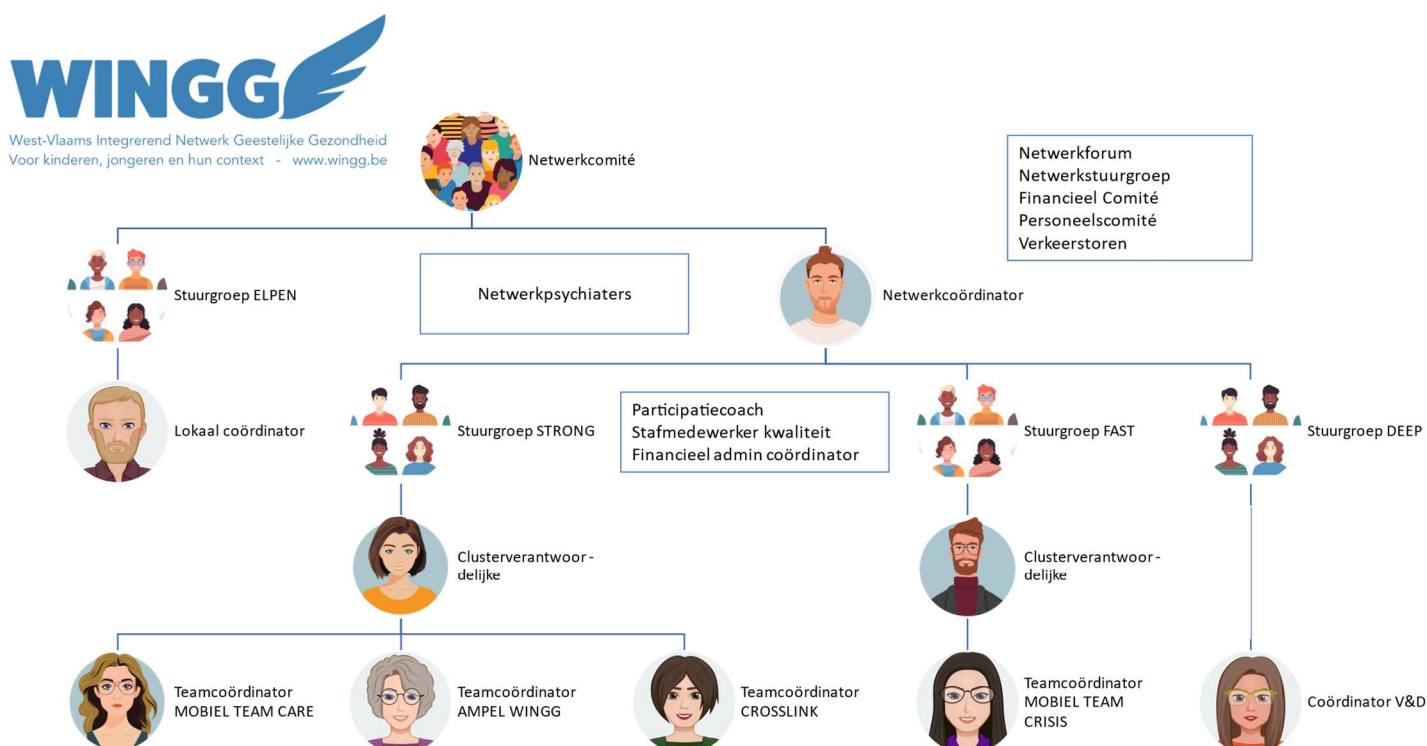 WINGG
West-Vlaams Integrerend Netwerk Geestelijke Gezondheid
Voor kinderen, jongeren en hun context - www.wingg.be
Netwerkcomité
Netwerkforum
Netwerkstuurgroep
Financieel Comité
Personeelscomité
Verkeerstoren
Stuurgroep ELPEN
Netwerkpsychiaters
Netwerkcoördinator
Lokaal coördinator
Stuurgroep STRONG
Participatiecoach
Stafmedewerker kwaliteit
Financieel admin coördinator
Stuurgroep FAST
Stuurgroep DEEP
Clusterverantwoor-
delijke
Clusterverantwoor-
delijke
Teamcoördinator
MOBIEL TEAM CARE
Teamcoördinator
AMPEL WINGG
Teamcoördinator
CROSSLINK
Teamcoördinator
MOBIEL TEAM
CRISIS
Coördinator V&D